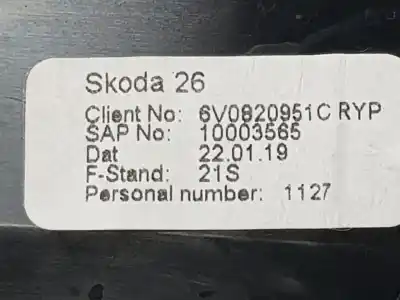 Skoda 26
Client No: 6V0820951C RYP
SAP No: 10003565
Dat 22.01.19
F-Stand: 21S
Personal number: 1127